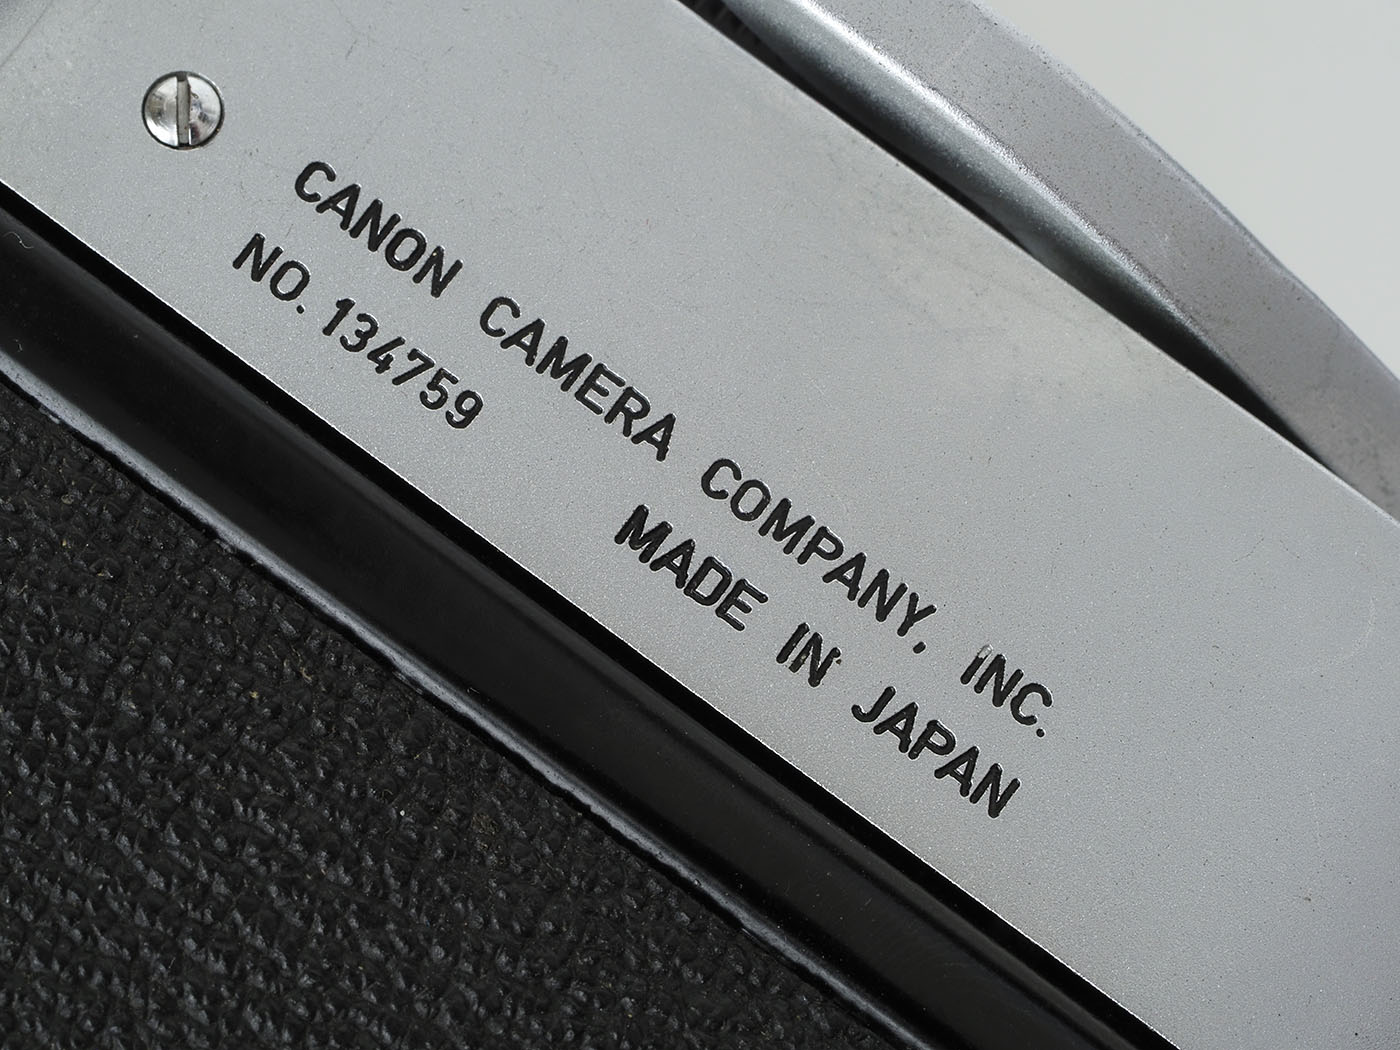 CANON CAMERA COMPANY, INC.
NO. 134759
MADE IN JAPAN